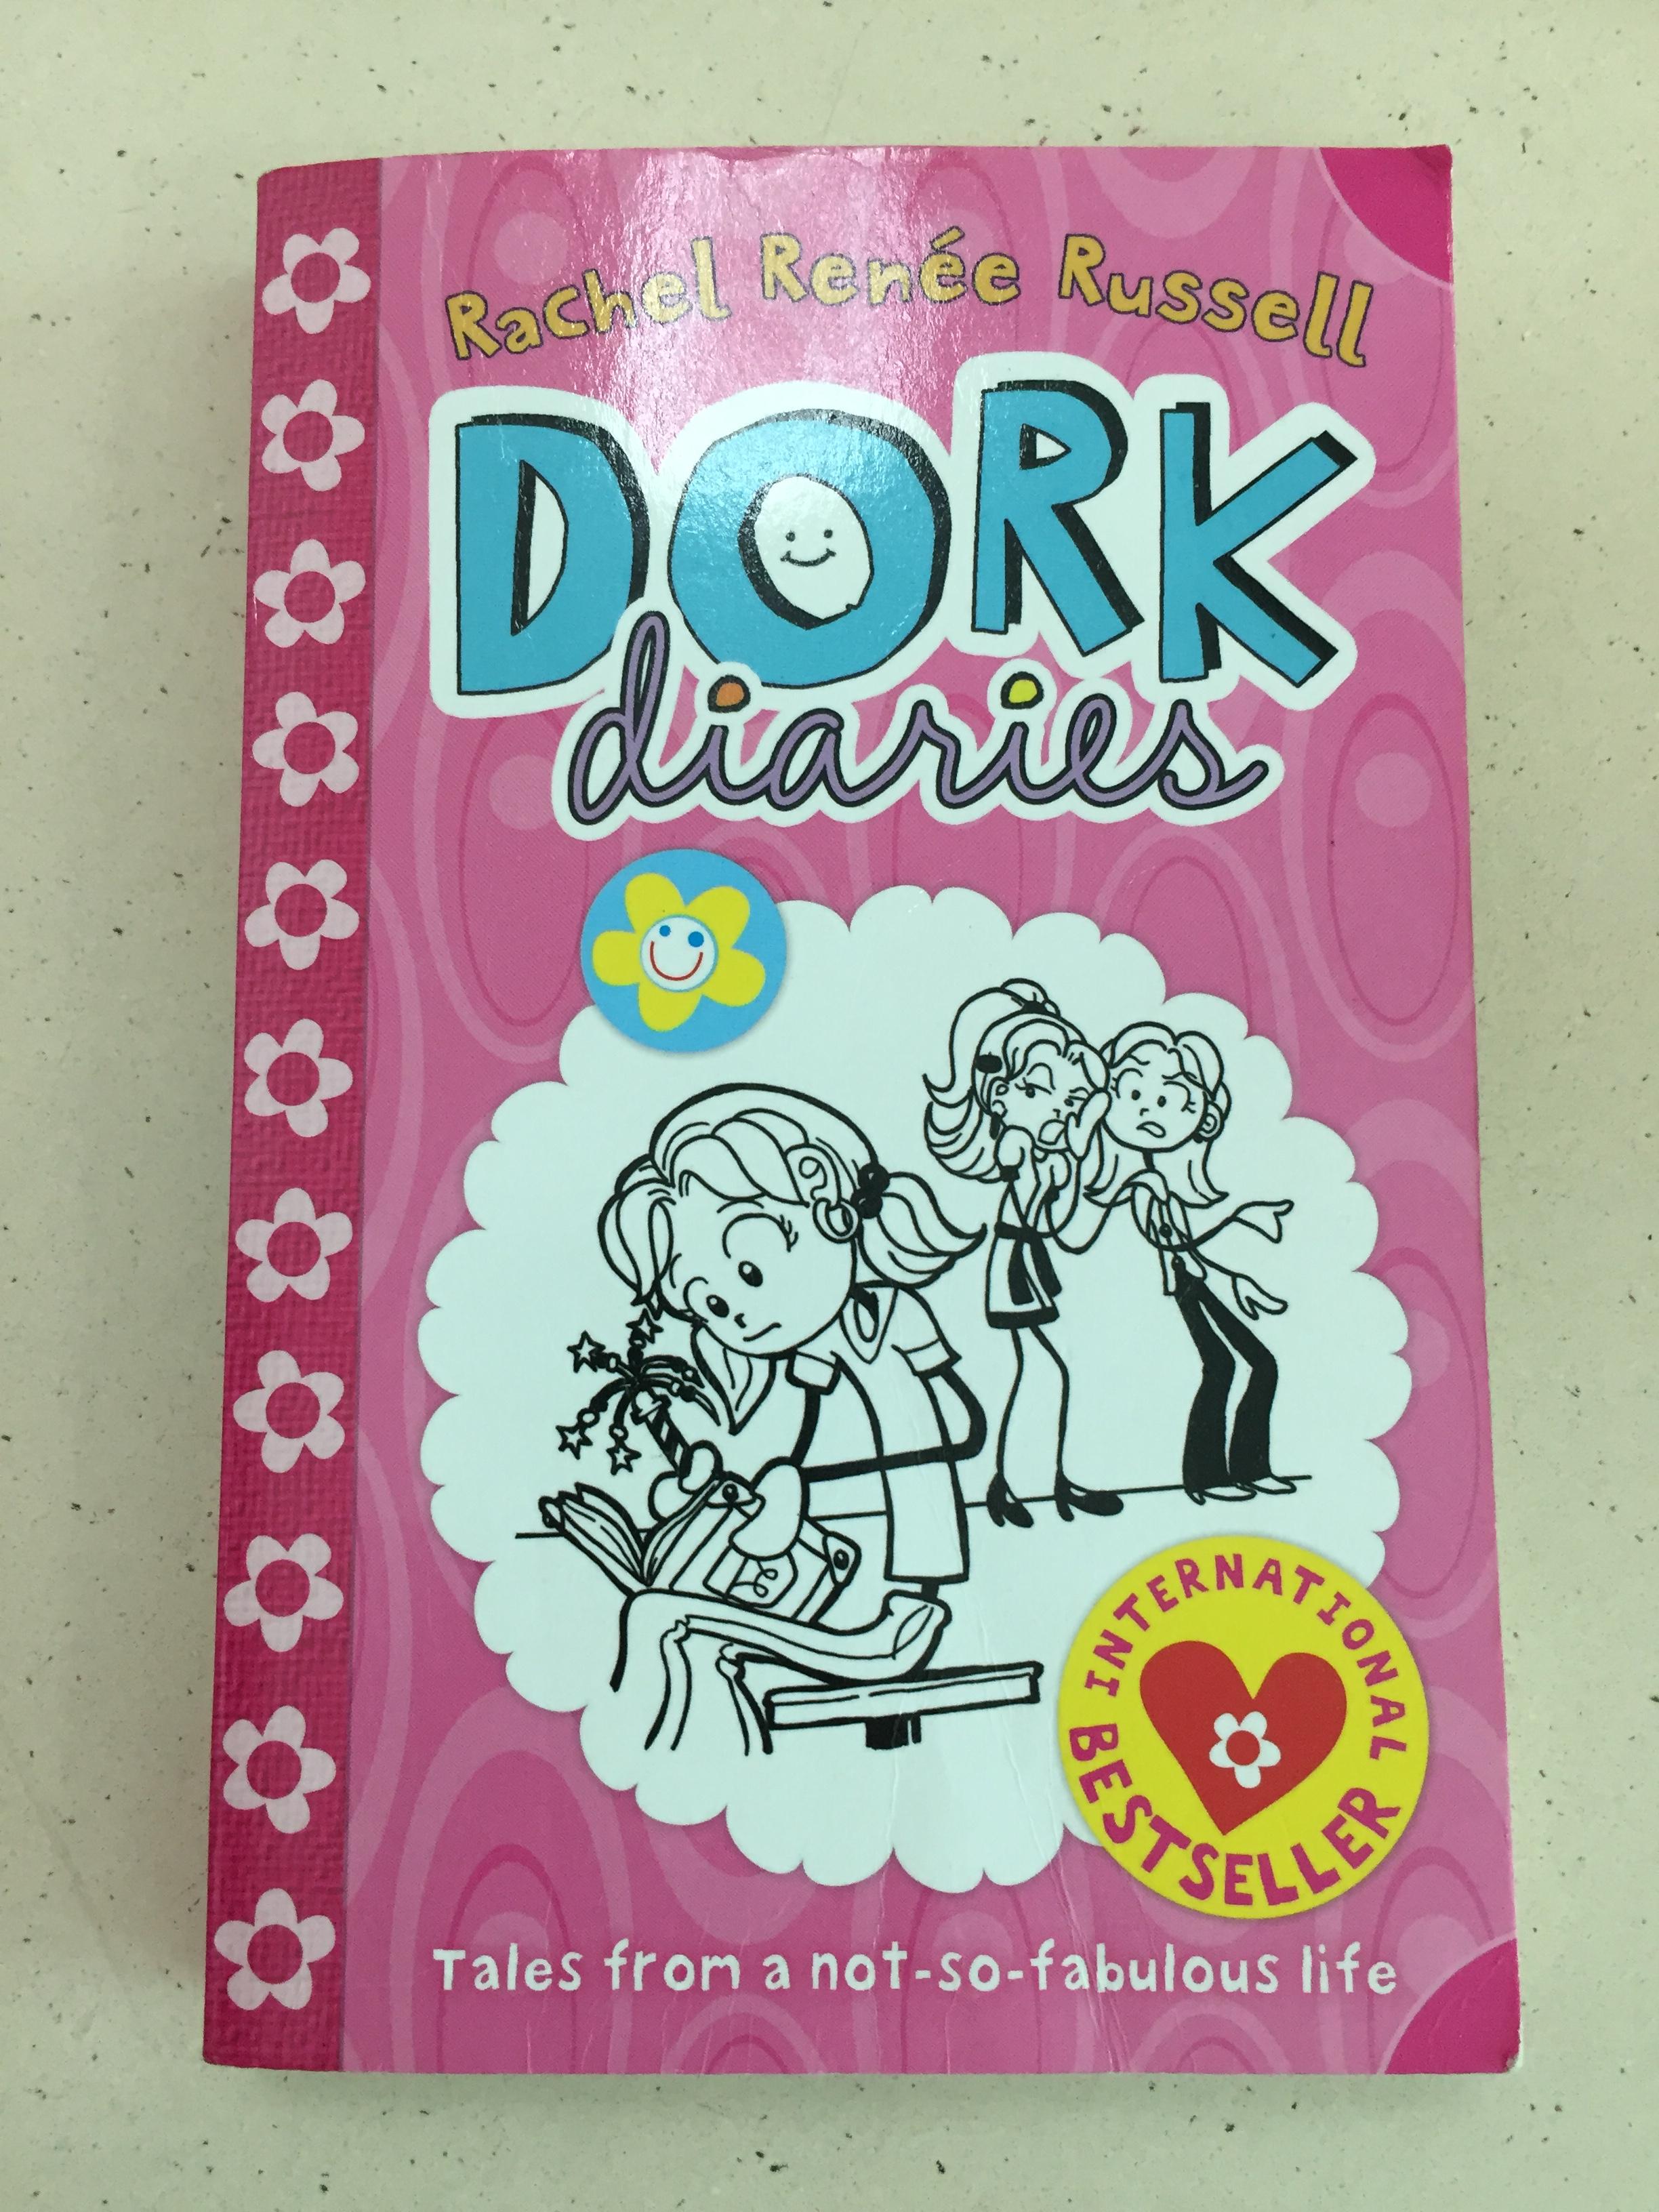 Rachel Renée Russell
DORK
diaries
INTERNATIONAL
BESTSELLER
Tales from a not-so-fabulous life